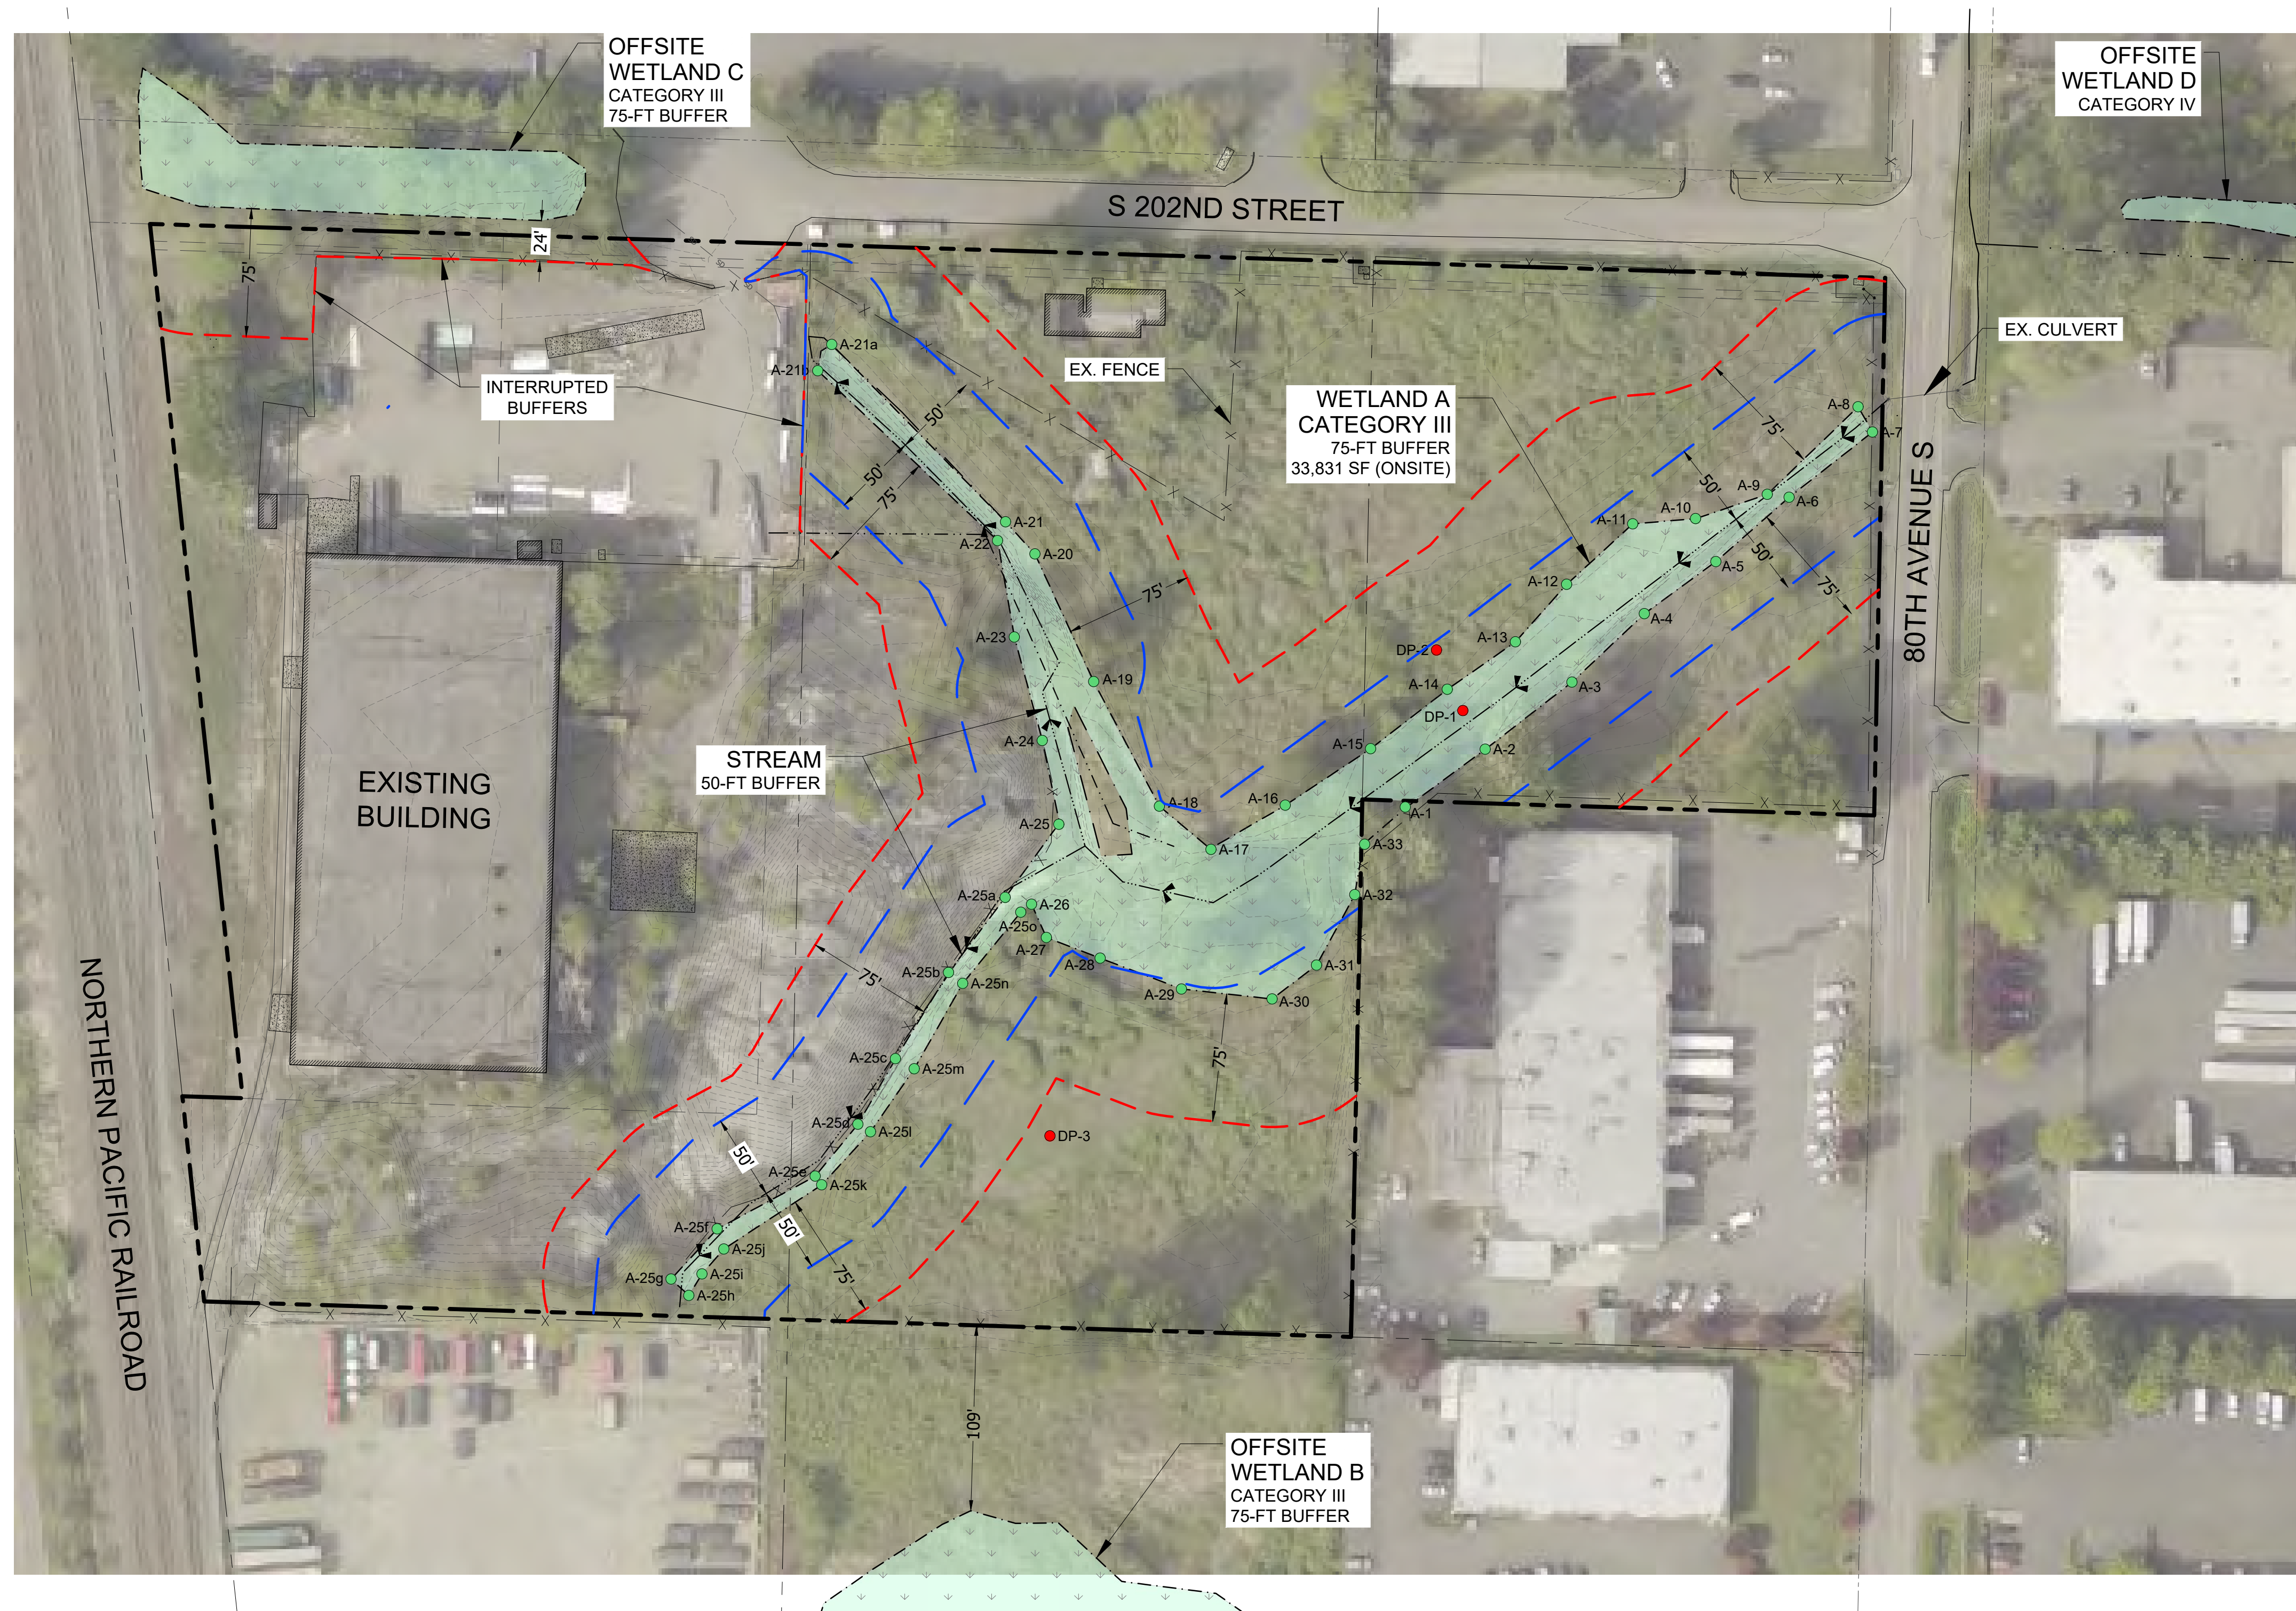 OFFSITE
WETLAND C
CATEGORY III
75-FT BUFFER
OFFSITE
WETLAND D
CATEGORY IV
S 202ND STREET
24'
75'
EX. CULVERT
A-21a
A-21b
EX. FENCE
INTERRUPTED
BUFFERS
WETLAND A
CATEGORY III
75-FT BUFFER
33,831 SF (ONSITE)
50'
50'
75'
75'
A-8
A-7
50'
A-9
A-6
A-10
A-11
A-21
A-22
A-20
50'
A-5
75'
80TH AVENUE S
75'
A-12
A-4
A-23
A-13
DP-2
A-19
A-14
A-3
DP-1
A-24
A-15
A-2
STREAM
50-FT BUFFER
EXISTING
BUILDING
A-18
A-16
A-1
A-25
A-17
A-33
A-25a
A-26
A-32
A-25o
A-27
A-28
A-31
A-25b
A-25n
75'
A-29
A-30
75'
A-25c
A-25m
A-25d
A-25l
DP-3
NORTHERN PACIFIC RAILROAD
50'
A-25e
A-25k
A-25f
50'
A-25j
75'
A-25g
A-25i
A-25h
109'
OFFSITE
WETLAND B
CATEGORY III
75-FT BUFFER